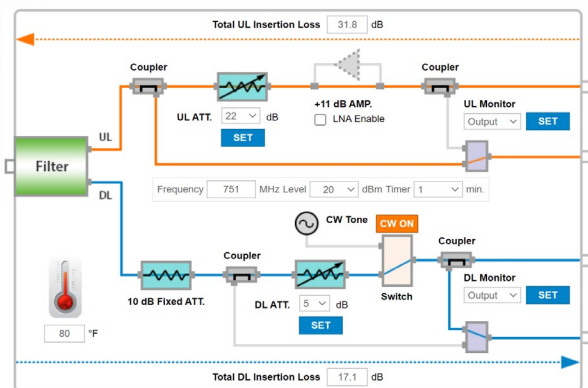 Total UL Insertion Loss 31.8 dB
Coupler
Coupler
UL
UL ATT. 22 dB
SET
+11 dB AMP.
LNA Enable
UL Monitor
Output SET
Filter
Frequency 751 MHz Level 20 dBm Timer 1 min.
DL
CW Tone CW ON
Coupler
Coupler
10 dB Fixed ATT.
DL ATT. 5 dB
SET
Switch
DL Monitor
Output SET
80 °F
Total DL Insertion Loss 17.1 dB